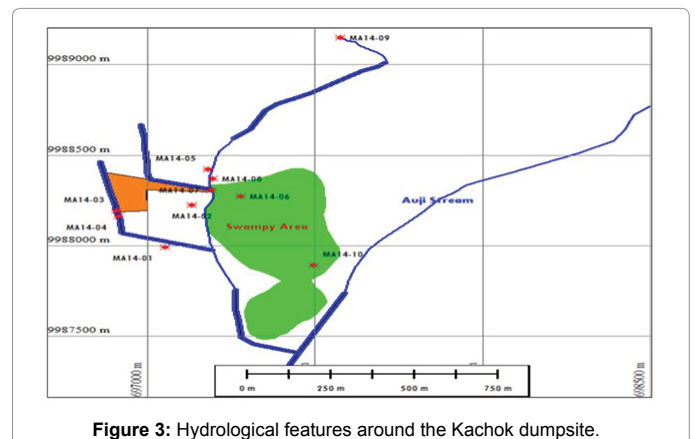 MA14-09
9989000 m
9988500 m
MA14-05
MA14-08
MA14-07
MA14-06
MA14-03
MA14-02
Auji Stream
MA14-04
Swampy Area
9988000 m
MA14-01
MA14-10
9987500 m
697000 m
698500 m
0 m 250 m 500 m 750 m
Figure 3: Hydrological features around the Kachok dumpsite.